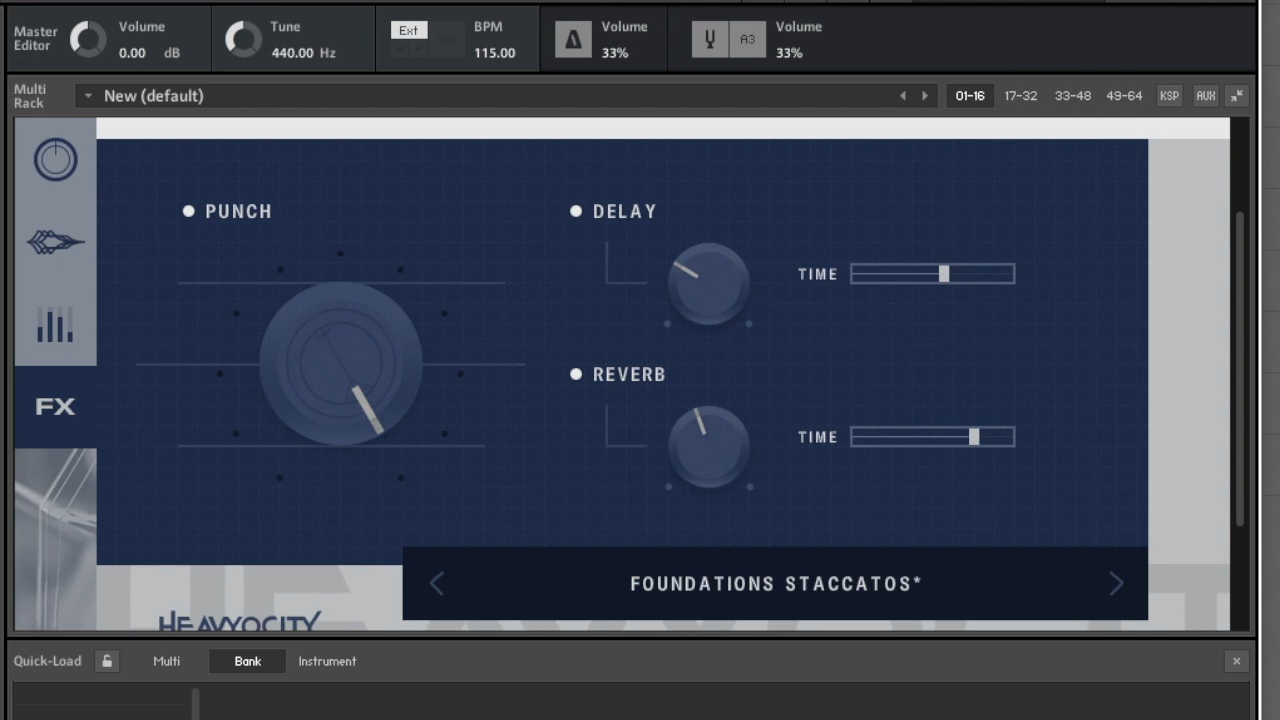 Master Editor
Volume
0.00 dB
Tune
440.00 Hz
Ext
Tap
BPM
115.00
Volume
33%
A3
Volume
33%
Multi Rack
New (default)
01-16
17-32
33-48
49-64
KSP
AUX
PUNCH
DELAY
TIME
REVERB
TIME
FX
FOUNDATIONS STACCATOS*
HEAVYOCITY
Quick-Load
Multi
Bank
Instrument
×